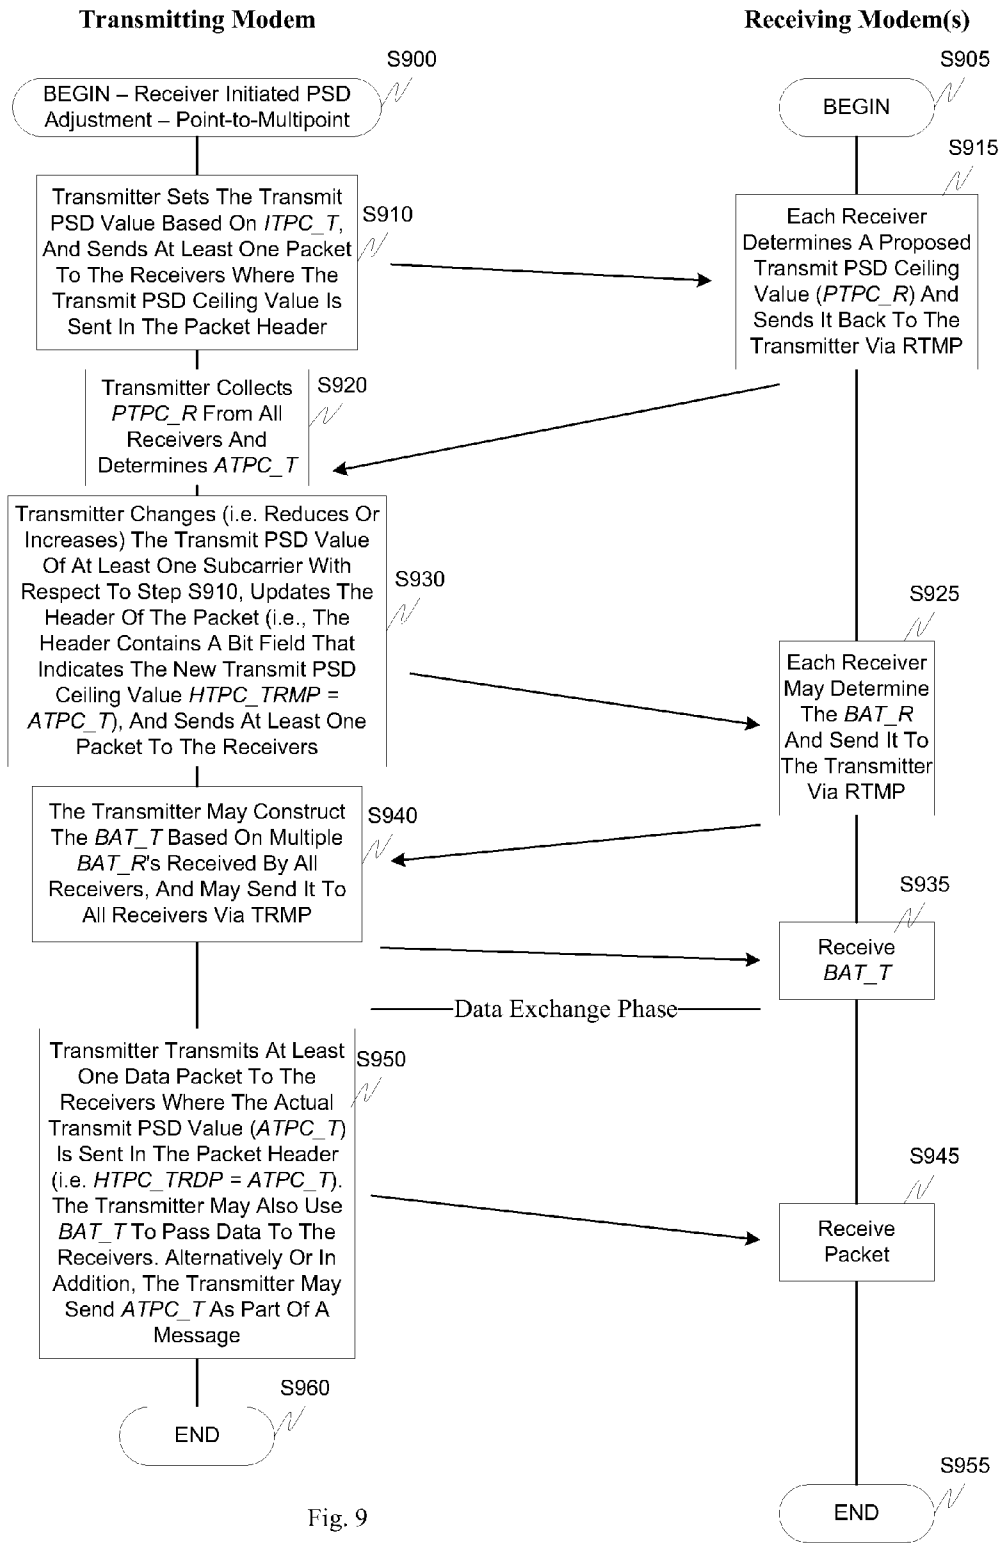 Transmitting Modem
Receiving Modem(s)
S900
BEGIN – Receiver Initiated PSD
Adjustment – Point-to-Multipoint
S905
BEGIN
S910
Transmitter Sets The Transmit
PSD Value Based On ITPC_T,
And Sends At Least One Packet
To The Receivers Where The
Transmit PSD Ceiling Value Is
Sent In The Packet Header
S915
Each Receiver
Determines A Proposed
Transmit PSD Ceiling
Value (PTPC_R) And
Sends It Back To The
Transmitter Via RTMP
S920
Transmitter Collects
PTPC_R From All
Receivers And
Determines ATPC_T
S930
Transmitter Changes (i.e. Reduces Or
Increases) The Transmit PSD Value
Of At Least One Subcarrier With
Respect To Step S910, Updates The
Header Of The Packet (i.e., The
Header Contains A Bit Field That
Indicates The New Transmit PSD
Ceiling Value HTPC_TRMP =
ATPC_T), And Sends At Least One
Packet To The Receivers
S925
Each Receiver
May Determine
The BAT_R
And Send It To
The Transmitter
Via RTMP
S940
The Transmitter May Construct
The BAT_T Based On Multiple
BAT_R's Received By All
Receivers, And May Send It To
All Receivers Via TRMP
S935
Receive
BAT_T
Data Exchange Phase
S950
Transmitter Transmits At Least
One Data Packet To The
Receivers Where The Actual
Transmit PSD Value (ATPC_T)
Is Sent In The Packet Header
(i.e. HTPC_TRDP = ATPC_T).
The Transmitter May Also Use
BAT_T To Pass Data To The
Receivers. Alternatively Or In
Addition, The Transmitter May
Send ATPC_T As Part Of A
Message
S945
Receive
Packet
S960
END
S955
END
Fig. 9